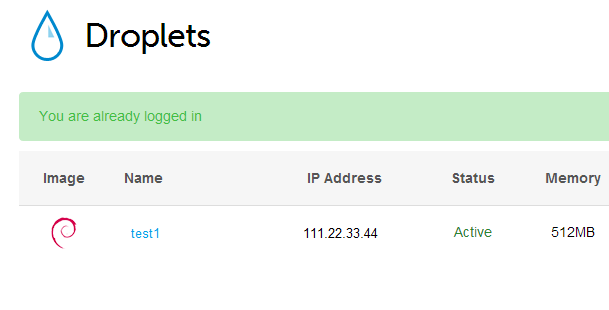 Droplets
You are already logged in
Image Name IP Address Status Memory
test1 111.22.33.44 Active 512MB